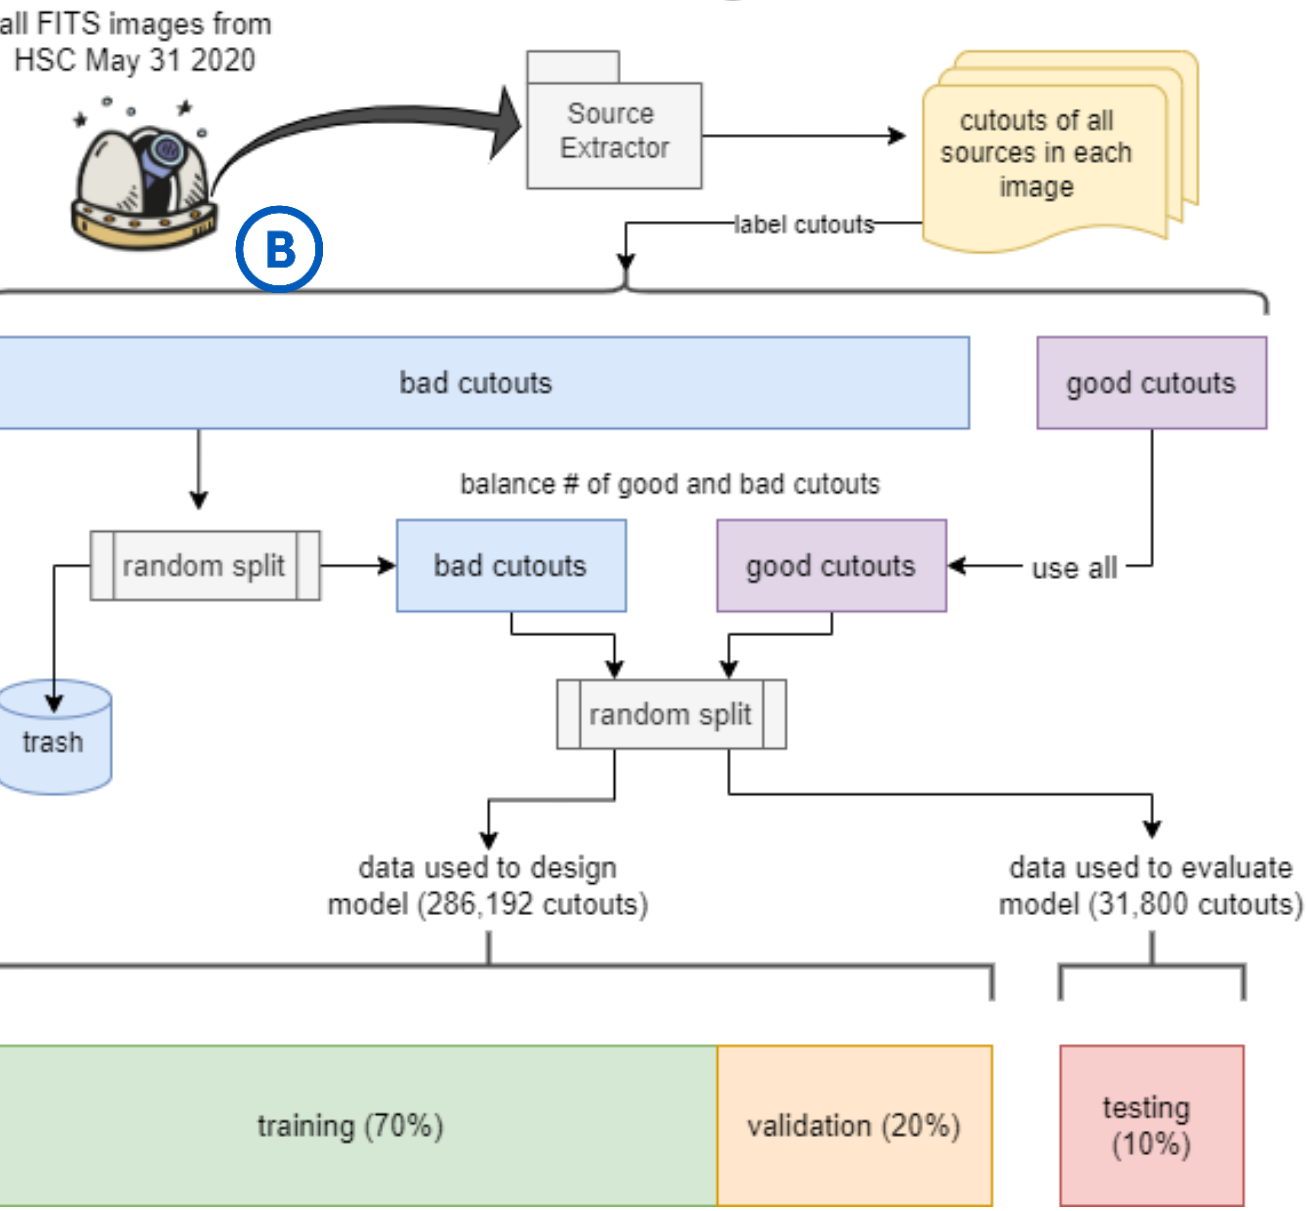 all FITS images from
HSC May 31 2020
Source
Extractor
cutouts of all
sources in each
image
label cutouts
B
bad cutouts
good cutouts
balance # of good and bad cutouts
random split
bad cutouts
good cutouts
use all
trash
random split
data used to design
model (286,192 cutouts)
data used to evaluate
model (31,800 cutouts)
training (70%)
validation (20%)
testing
(10%)